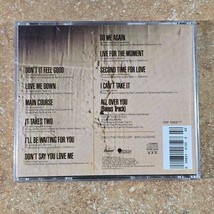 DON'T IT FEEL GOOD
LOVE ME DOWN
MAIN COURSE
IT TAKES TWO
I'LL BE WAITING FOR YOU
DON'T SAY YOU LOVE ME
DO ME AGAIN
LIVE FOR THE MOMENT
SECOND TIME FOR LOVE
I CAN'T TAKE IT
ALL OVER YOU
(Bonus Track)